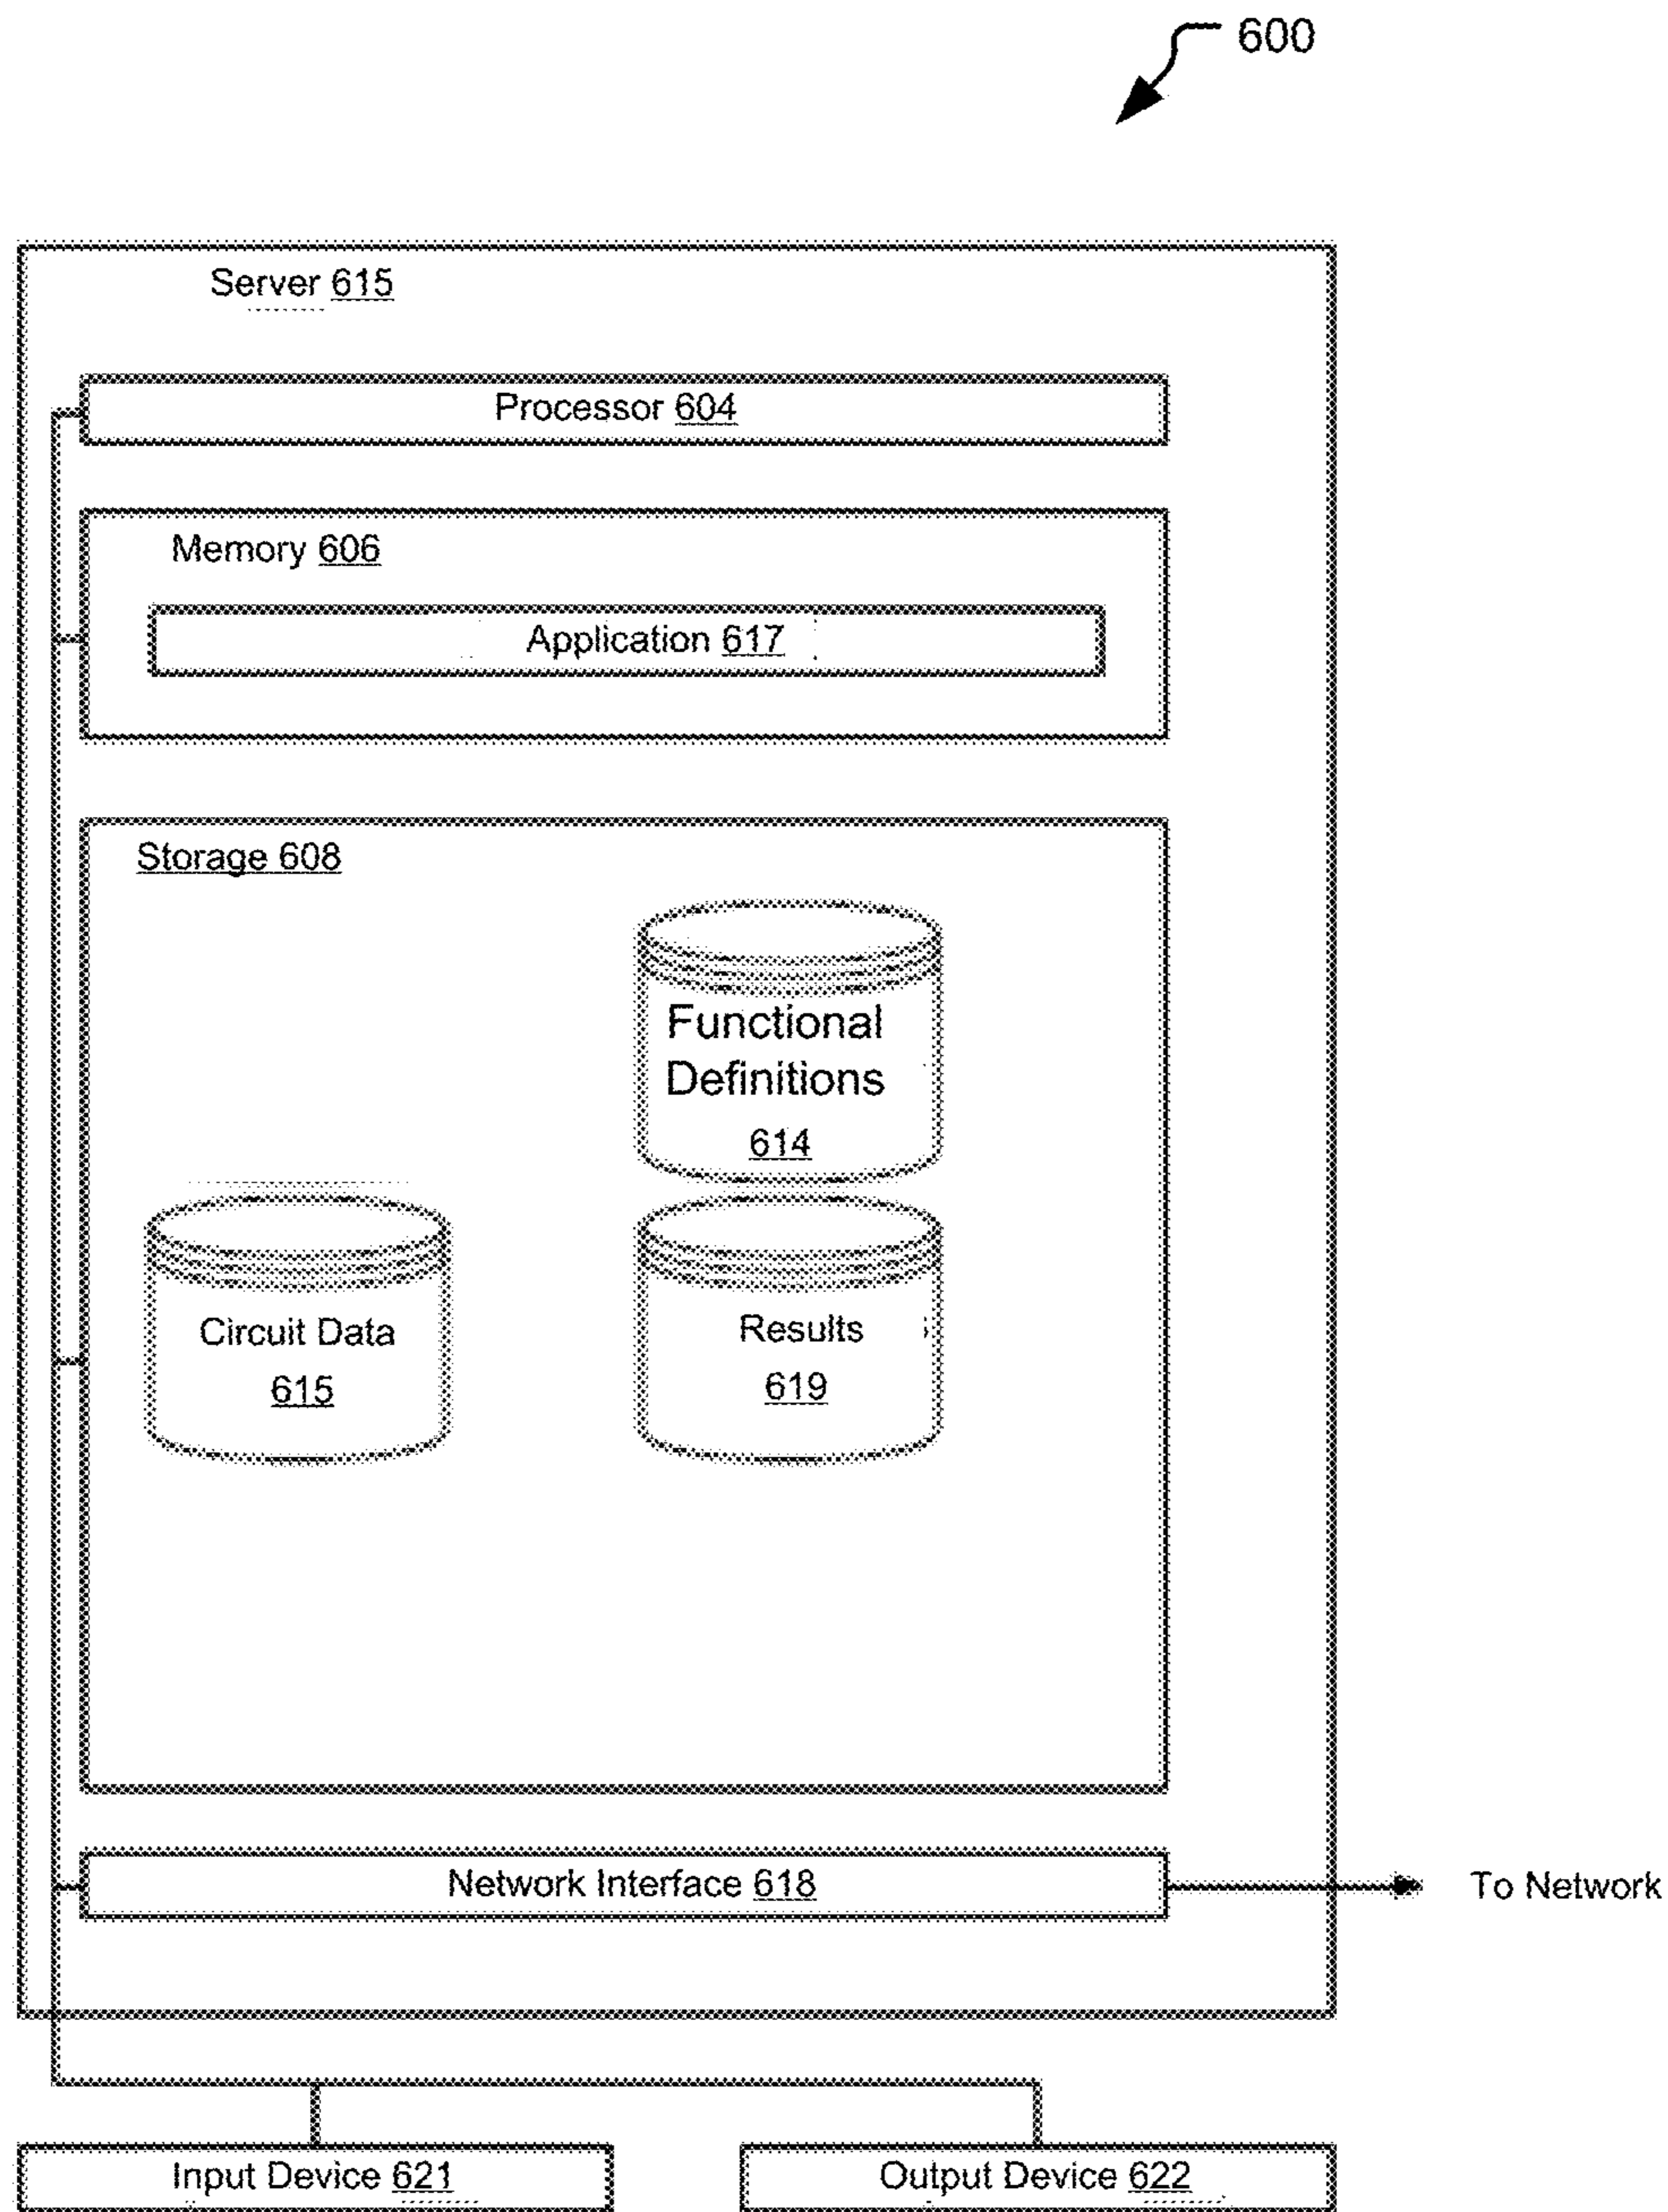 600
Server 615
Processor 604
Memory 606
Application 617
Storage 608
Functional
Definitions
614
Circuit Data
615
Results
619
Network Interface 618
To Network
Input Device 621
Output Device 622